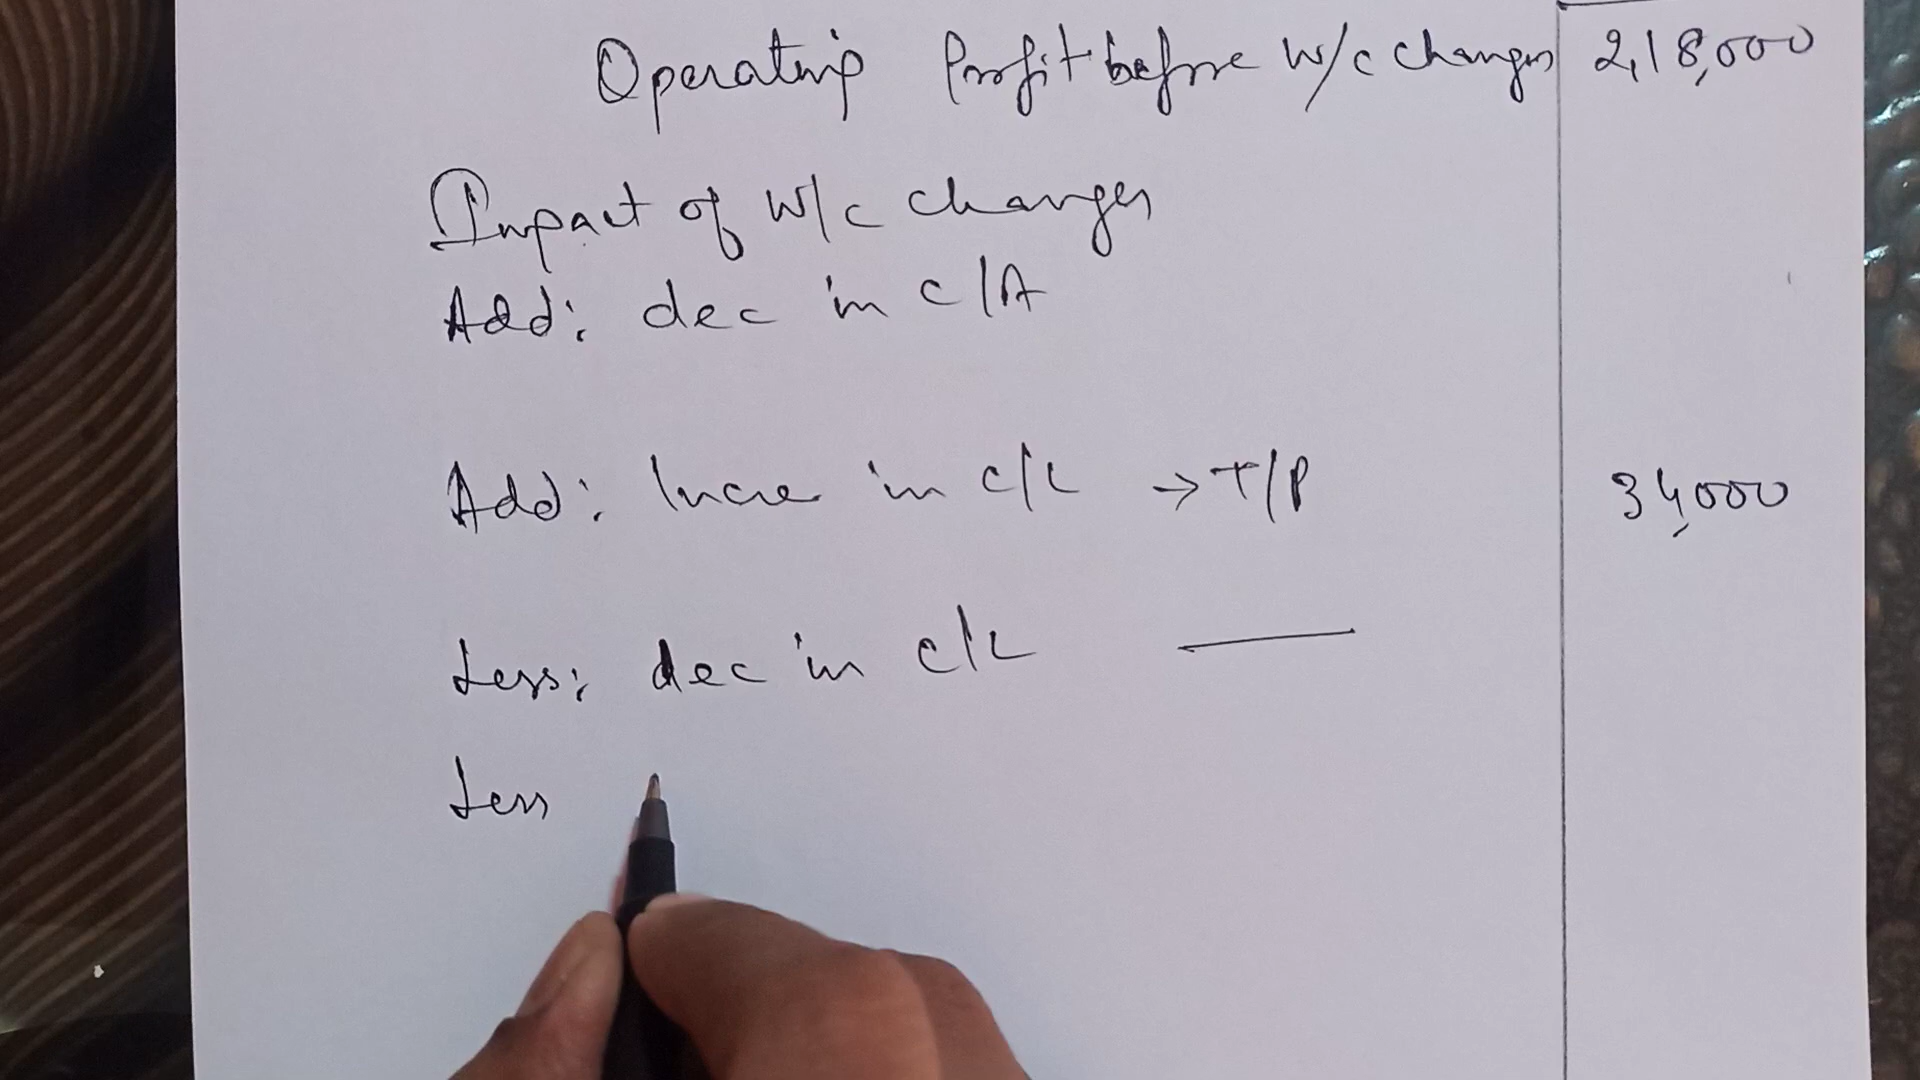 Operating Profit before W/C Changes 2,18,000
Impact of W/C changes
Add: dec in C/A
Add: Incre in C/L → T/P 34,000
Less: dec in C/L —
Less